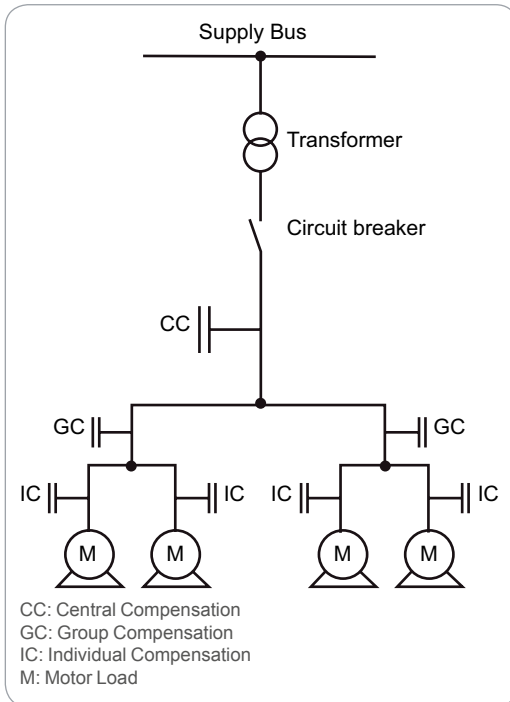 Supply Bus
Transformer
Circuit breaker
CC
GC
GC
IC
IC
IC
IC
M
M
M
M
CC: Central Compensation
GC: Group Compensation
IC: Individual Compensation
M: Motor Load